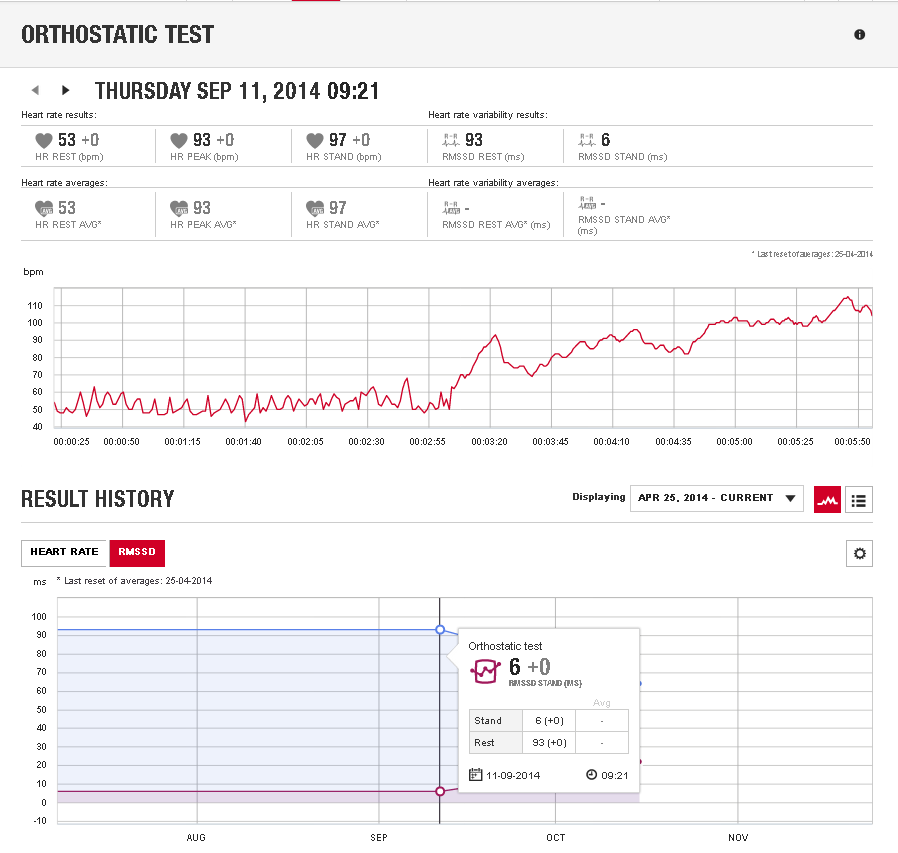 ORTHOSTATIC TEST
THURSDAY SEP 11, 2014 09:21
Heart rate results: Heart rate variability results:
53 +0 93 +0 97 +0 R-R 93 R-R 6
HR REST (bpm) HR PEAK (bpm) HR STAND (bpm) RMSSD REST (ms) RMSSD STAND (ms)
Heart rate averages: Heart rate variability averages:
AVG 53 AVG 93 AVG 97 R-R AVG - R-R AVG -
HR REST AVG* HR PEAK AVG* HR STAND AVG* RMSSD REST AVG* (ms) RMSSD STAND AVG*
(ms)
* Last reset of averages: 25-04-2014
bpm
110
100
90
80
70
60
50
40
00:00:25 00:00:50 00:01:15 00:01:40 00:02:05 00:02:30 00:02:55 00:03:20 00:03:45 00:04:10 00:04:35 00:05:00 00:05:25 00:05:50
RESULT HISTORY Displaying APR 25, 2014 - CURRENT
HEART RATE RMSSD
ms * Last reset of averages: 25-04-2014
100
90
80
70
60
50
40
30
20
10
0
-10
Orthostatic test
6 +0
RMSSD STAND (MS)
Avg
Stand 6 (+0) -
Rest 93 (+0) -
11-09-2014 09:21
AUG SEP OCT NOV